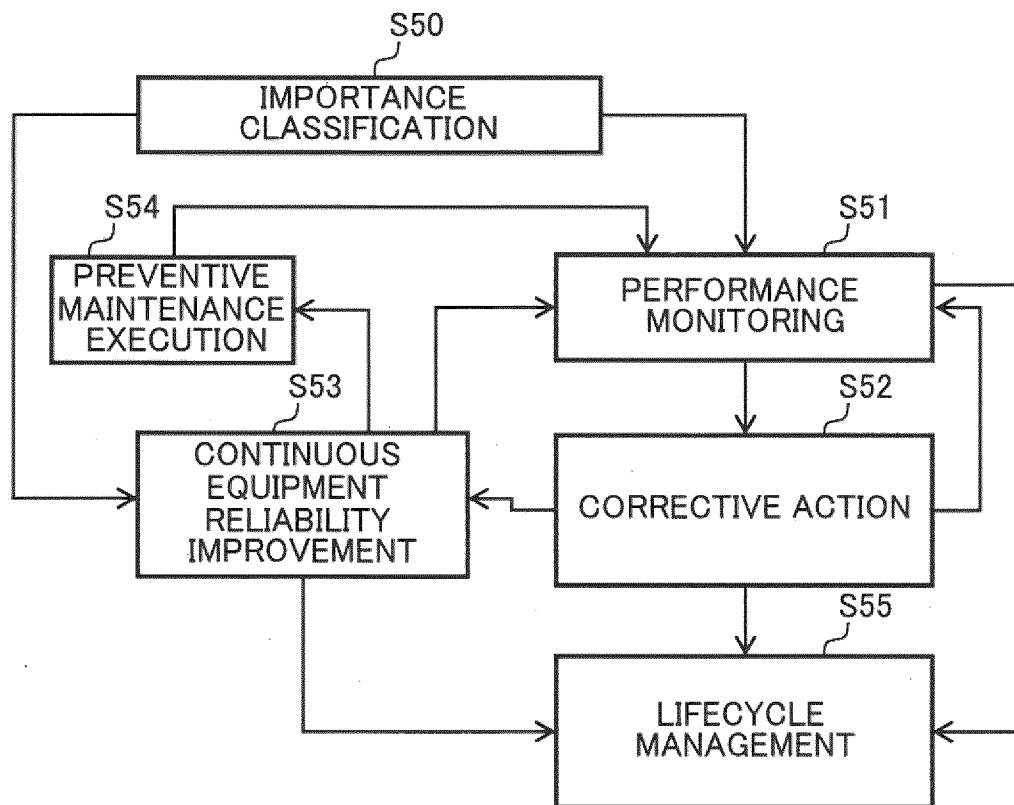 S50
IMPORTANCE
CLASSIFICATION
S54
PREVENTIVE
MAINTENANCE
EXECUTION
S51
PERFORMANCE
MONITORING
S53
CONTINUOUS
EQUIPMENT
RELIABILITY
IMPROVEMENT
S52
CORRECTIVE ACTION
S55
LIFECYCLE
MANAGEMENT